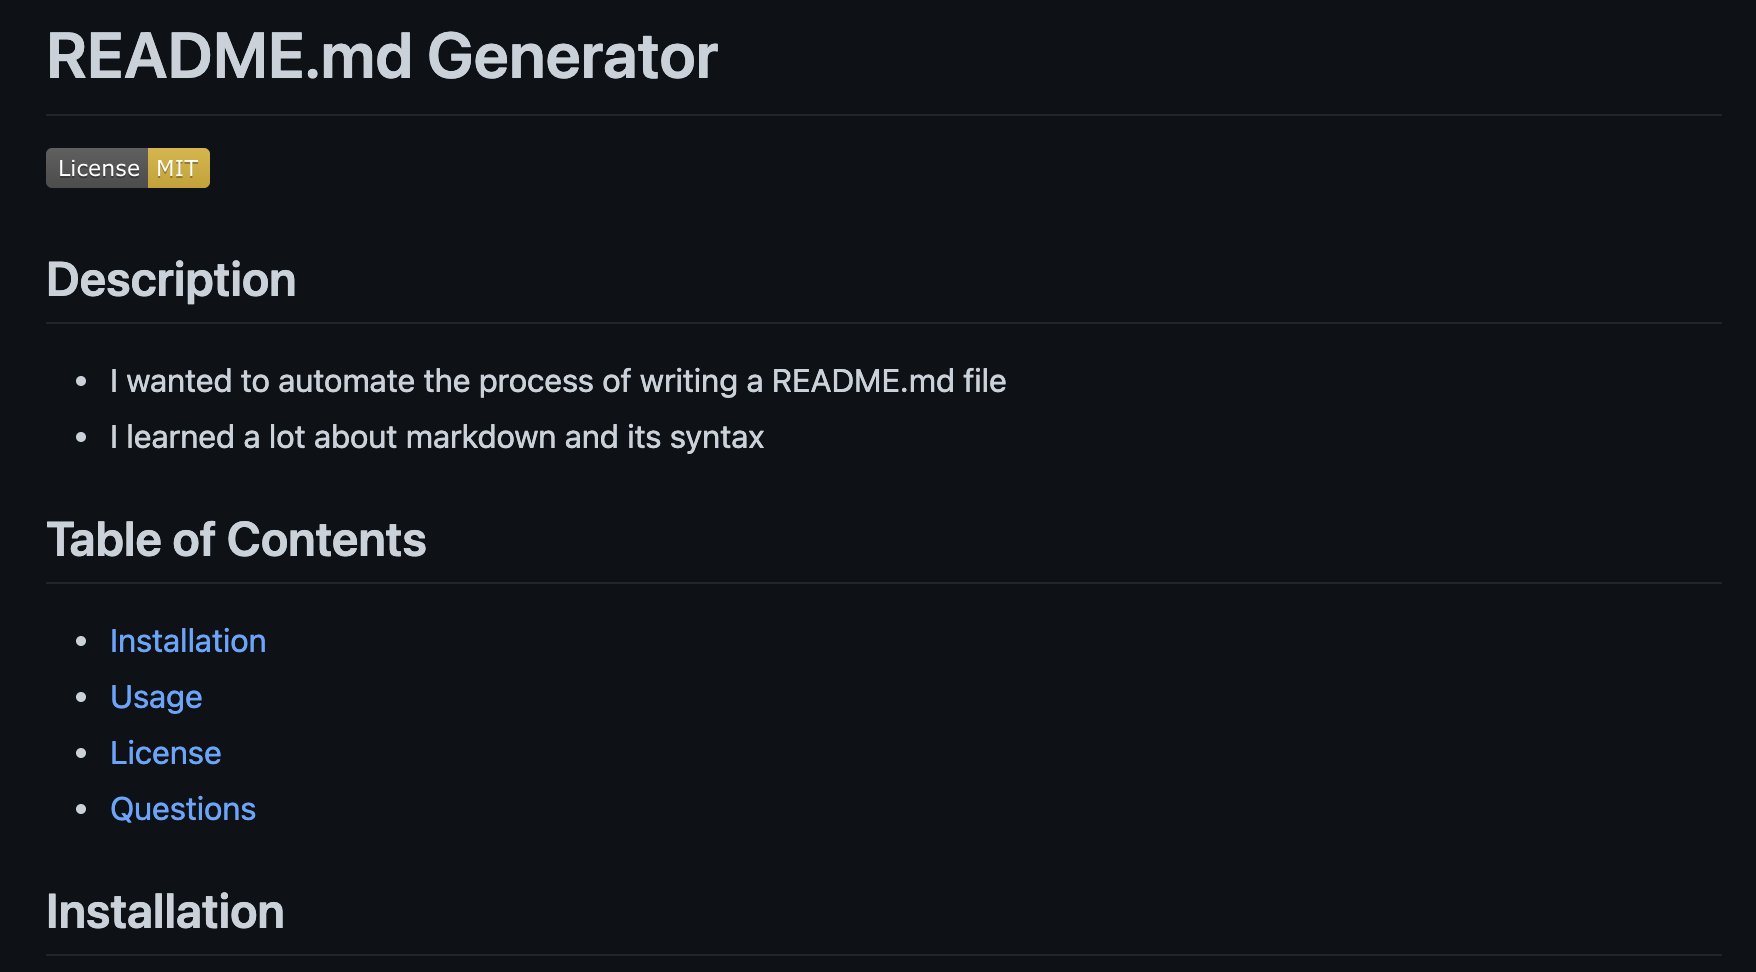 README.md Generator
License MIT
Description
I wanted to automate the process of writing a README.md file
I learned a lot about markdown and its syntax
Table of Contents
Installation
Usage
License
Questions
Installation